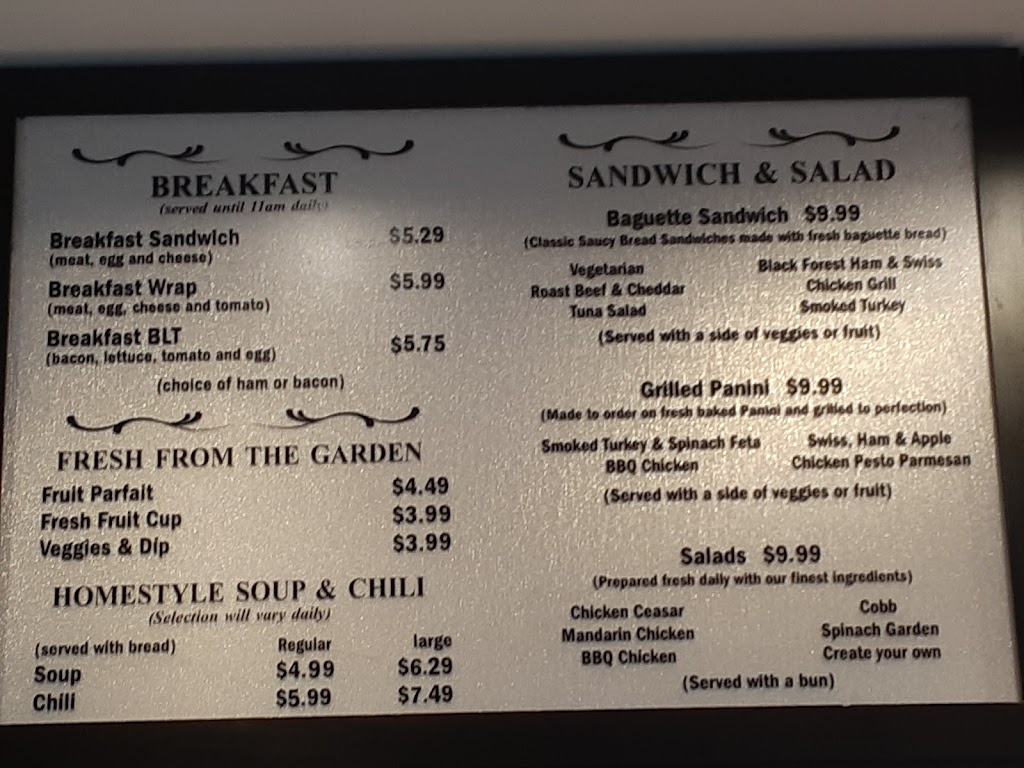 BREAKFAST
(served until 11am daily)
Breakfast Sandwich $5.29
(meat, egg and cheese)
Breakfast Wrap $5.99
(meat, egg, cheese and tomato)
Breakfast BLT $5.75
(bacon, lettuce, tomato and egg)
(choice of ham or bacon)
FRESH FROM THE GARDEN
Fruit Parfait $4.49
Fresh Fruit Cup $3.99
Veggies & Dip $3.99
HOMESTYLE SOUP & CHILI
(Selection will vary daily)
(served with bread) Regular large
Soup $4.99 $6.29
Chili $5.99 $7.49
SANDWICH & SALAD
Baguette Sandwich $9.99
(Classic Saucy Bread Sandwiches made with fresh baguette bread)
Vegetarian Black Forest Ham & Swiss
Roast Beef & Cheddar Chicken Grill
Tuna Salad Smoked Turkey
(Served with a side of veggies or fruit)
Grilled Panini $9.99
(Made to order on fresh baked Panini and grilled to perfection)
Smoked Turkey & Spinach Feta Swiss, Ham & Apple
BBQ Chicken Chicken Pesto Parmesan
(Served with a side of veggies or fruit)
Salads $9.99
(Prepared fresh daily with our finest ingredients)
Chicken Ceasar Cobb
Mandarin Chicken Spinach Garden
BBQ Chicken Create your own
(Served with a bun)